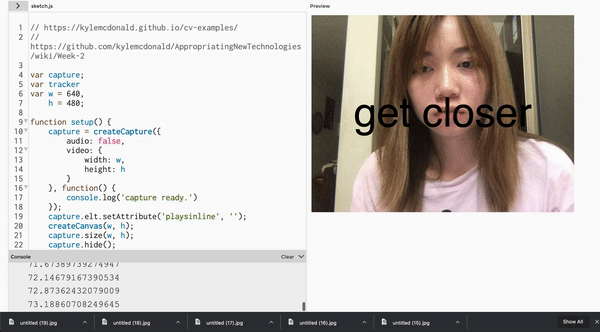 sketch.js
Preview
1 // https://kylemcdonald.github.io/cv-examples/
2 //
https://github.com/kylemcdonald/AppropriatingNewTechnologies
/wiki/Week-2
3
4 var capture;
5 var tracker
6 var w = 640,
7 h = 480;
8
9 function setup() {
10 capture = createCapture({
11 audio: false,
12 video: {
13 width: w,
14 height: h
15 }
16 }, function() {
17 console.log('capture ready.')
18 });
19 capture.elt.setAttribute('playsinline', '');
20 createCanvas(w, h);
21 capture.size(w, h);
22 capture.hide();
get closer
Console
Clear
71.67389739274947
72.14679167390534
72.87362432079009
73.18860708249645
untitled (19).jpg
untitled (18).jpg
untitled (17).jpg
untitled (16).jpg
untitled (15).jpg
Show All